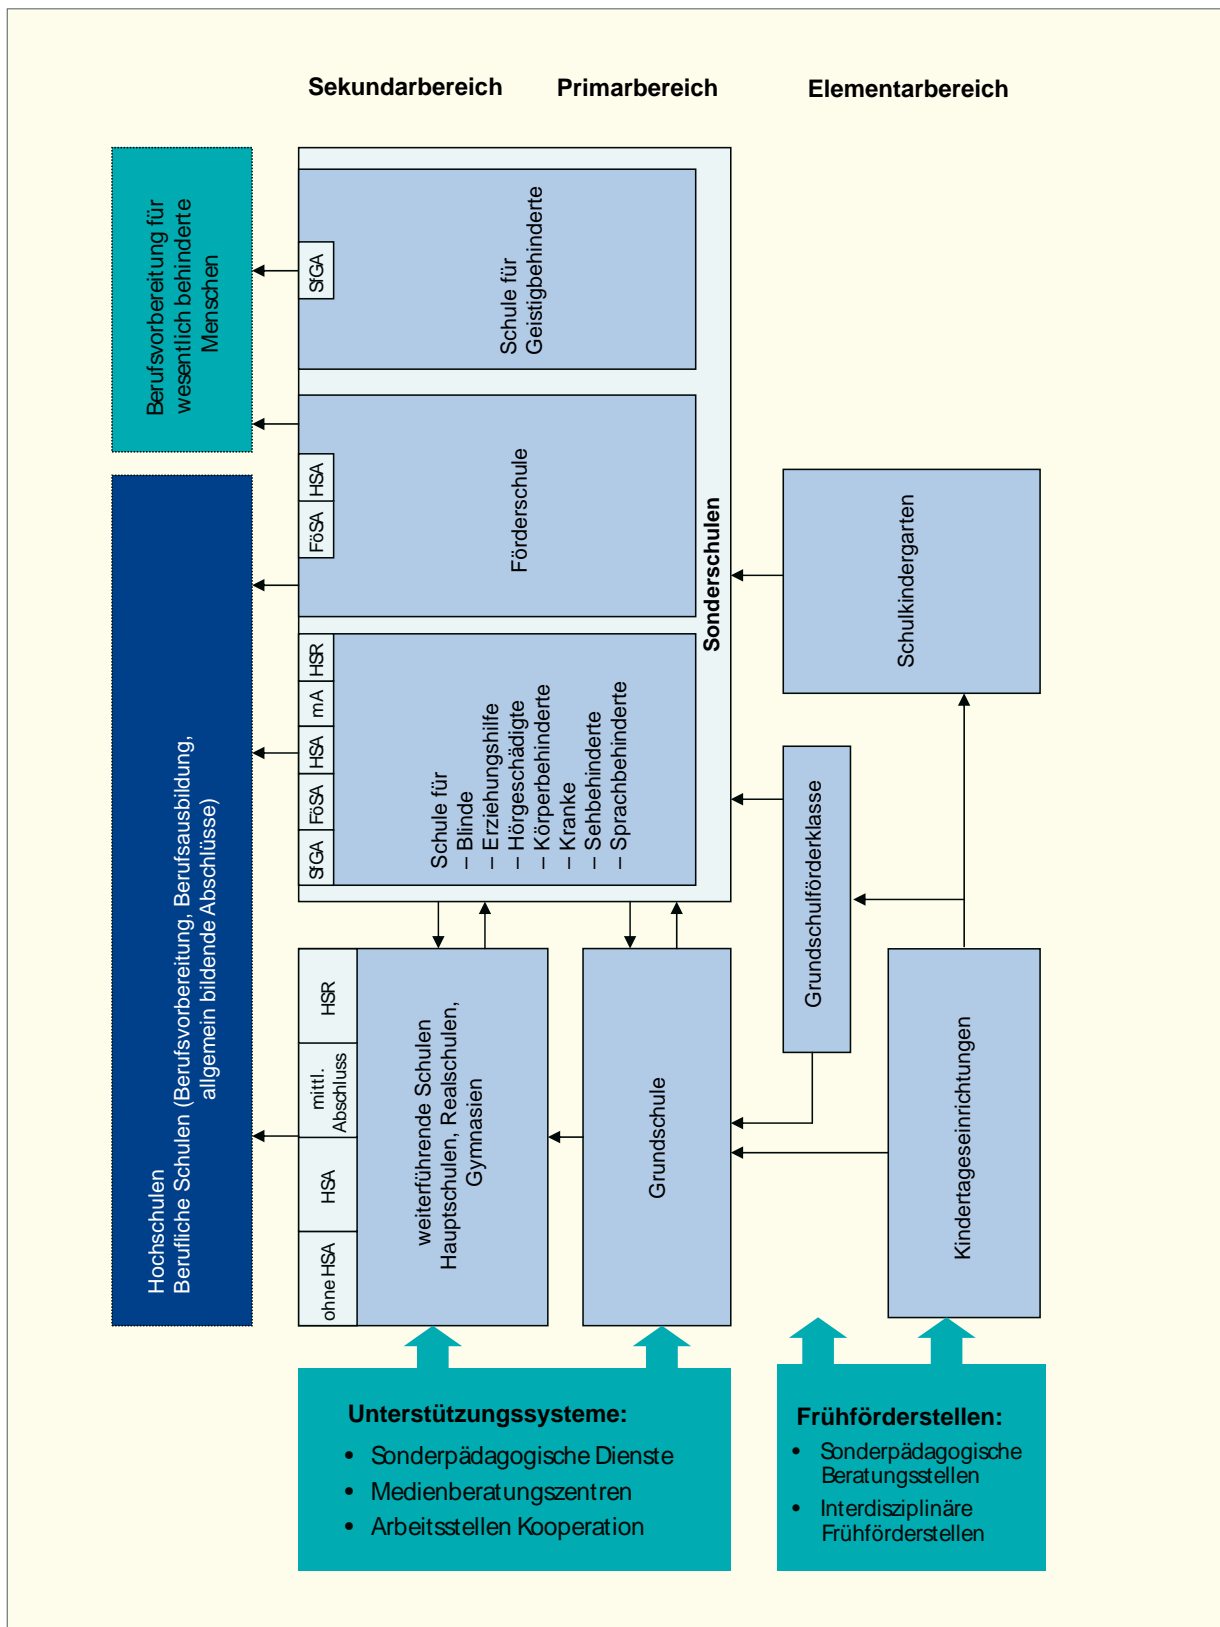 Sekundarbereich
Primarbereich
Elementarbereich
Berufsvorbereitung für
wesentlich behinderte
Menschen
Hochschulen
Berufliche Schulen (Berufsvorbereitung, Berufsausbildung,
allgemein bildende Abschlüsse)
SfGA
Schule für
Geistigbehinderte
FöSA
HSA
Förderschule
SfGA
FöSA
HSA
mA
HSR
Schule für
– Blinde
– Erziehungshilfe
– Hörgeschädigte
– Körperbehinderte
– Kranke
– Sehbehinderte
– Sprachbehinderte
Sonderschulen
Schulkindergarten
Grundschulförderklasse
ohne HSA
HSA
mittl.
Abschluss
HSR
weiterführende Schulen
Hauptschulen, Realschulen,
Gymnasien
Grundschule
Kindertageseinrichtungen
Unterstützungssysteme:
• Sonderpädagogische Dienste
• Medienberatungszentren
• Arbeitsstellen Kooperation
Frühförderstellen:
• Sonderpädagogische
Beratungsstellen
• Interdisziplinäre
Frühförderstellen